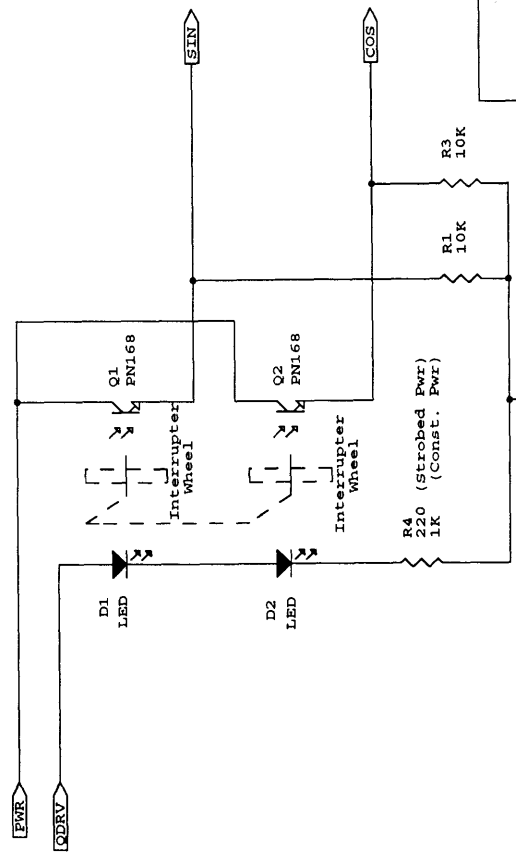 PWR
QDRV
SIN
COS
Q1
PN168
Q2
PN168
Interrupter
Wheel
Interrupter
Wheel
D1
LED
D2
LED
R4
220 (Strobed Pwr)
1K (Const. Pwr)
R1
10K
R3
10K